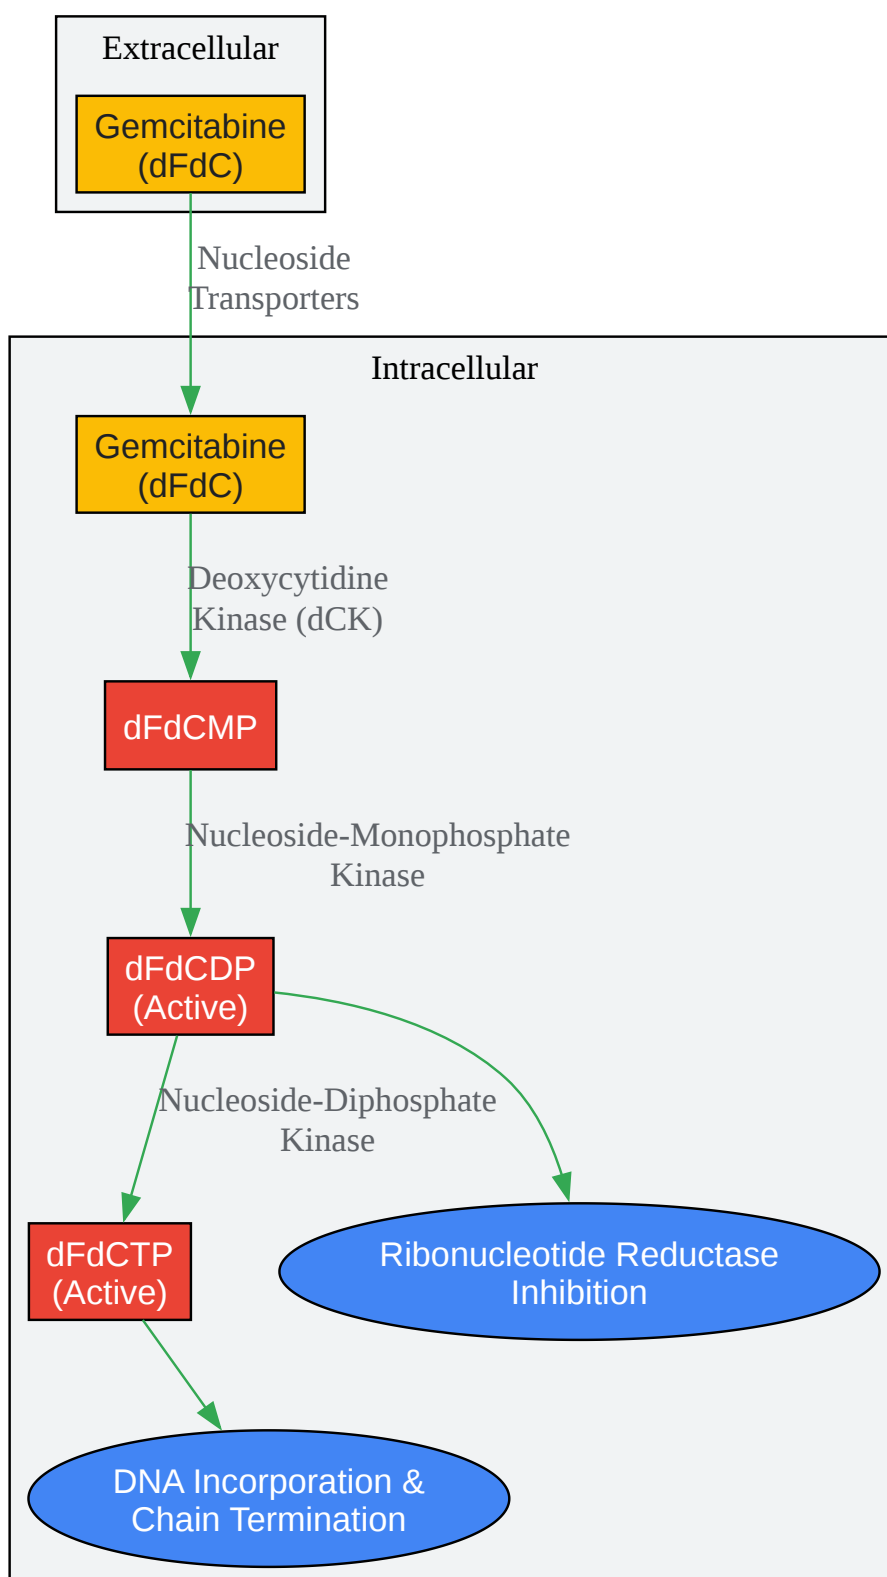 Extracellular
Gemcitabine
(dFdC)
Nucleoside
Transporters
Intracellular
Gemcitabine
(dFdC)
Deoxycytidine
Kinase (dCK)
dFdCMP
Nucleoside-Monophosphate
Kinase
dFdCDP
(Active)
Nucleoside-Diphosphate
Kinase
dFdCTP
(Active)
Ribonucleotide Reductase
Inhibition
DNA Incorporation &
Chain Termination